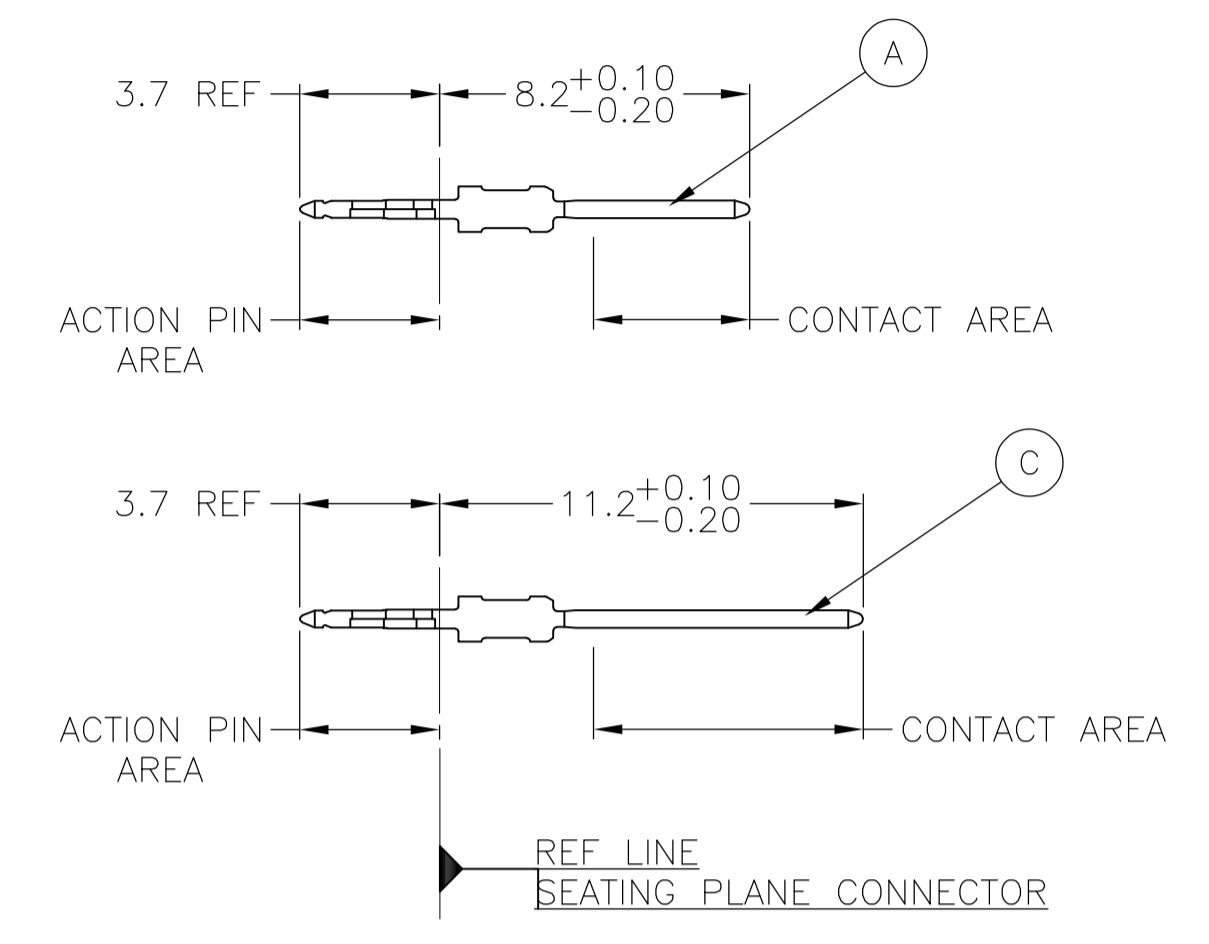 A
3.7 REF
8.2 +0.10
-0.20
ACTION PIN
AREA
CONTACT AREA
C
3.7 REF
11.2 +0.10
-0.20
ACTION PIN
AREA
CONTACT AREA
REF LINE
SEATING PLANE CONNECTOR